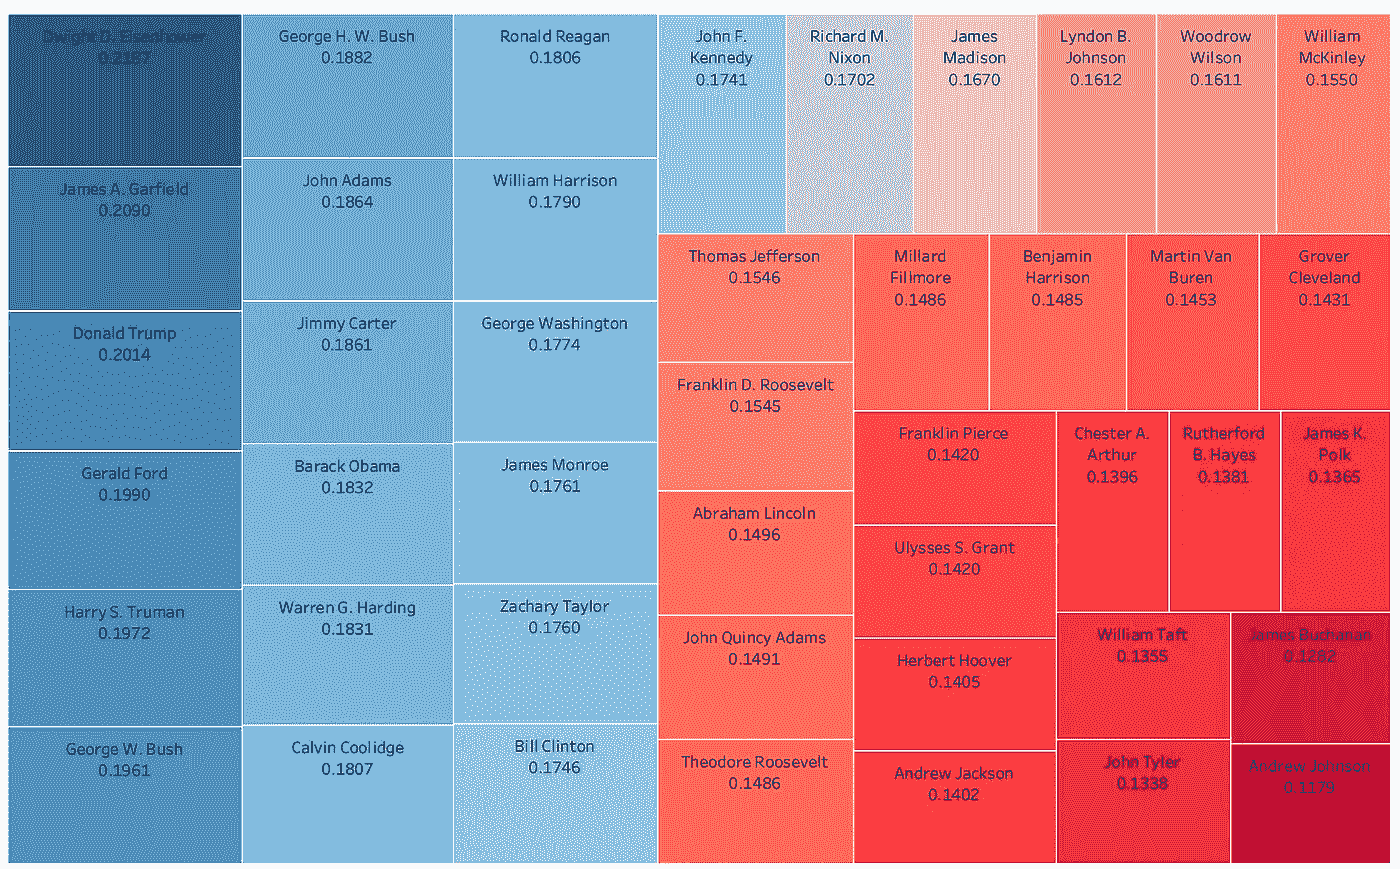 Dwight D. Eisenhower
George H. W. Bush
0.1882
Ronald Reagan
0.1806
John F.
Kennedy
0.1741
Richard M.
Nixon
0.1702
James
Madison
0.1670
Lyndon B.
Johnson
0.1612
Woodrow
Wilson
0.1611
William
McKinley
0.1550
James A. Garfield
0.2090
John Adams
0.1864
William Harrison
0.1790
Donald Trump
0.2014
Jimmy Carter
0.1861
George Washington
0.1774
Gerald Ford
0.1990
Barack Obama
0.1832
James Monroe
0.1761
Harry S. Truman
0.1972
Warren G. Harding
0.1831
Zachary Taylor
0.1760
George W. Bush
0.1961
Calvin Coolidge
0.1807
Bill Clinton
0.1746
Thomas Jefferson
0.1546
Franklin D. Roosevelt
0.1545
Abraham Lincoln
0.1496
John Quincy Adams
0.1491
Theodore Roosevelt
0.1486
Millard
Fillmore
0.1486
Benjamin
Harrison
0.1485
Martin Van
Buren
0.1453
Grover
Cleveland
0.1431
Franklin Pierce
0.1420
Ulysses S. Grant
0.1420
Herbert Hoover
0.1405
Andrew Jackson
0.1402
Chester A.
Arthur
0.1396
Rutherford
B. Hayes
0.1381
James K.
Polk
0.1365
William Taft
0.1355
John Tyler
0.1338
James Buchanan
0.1282
Andrew Johnson
0.1179